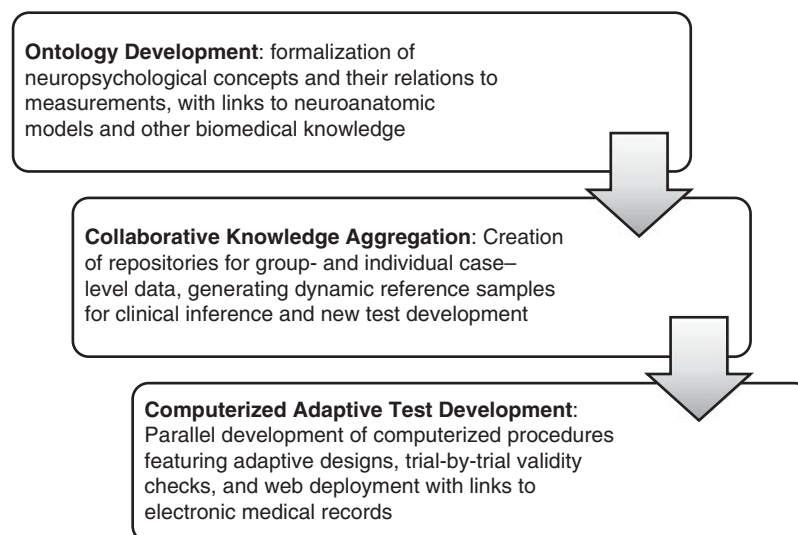 Ontology Development: formalization of
neuropsychological concepts and their relations to
measurements, with links to neuroanatomic
models and other biomedical knowledge
Collaborative Knowledge Aggregation: Creation
of repositories for group- and individual case–
level data, generating dynamic reference samples
for clinical inference and new test development
Computerized Adaptive Test Development:
Parallel development of computerized procedures
featuring adaptive designs, trial-by-trial validity
checks, and web deployment with links to
electronic medical records